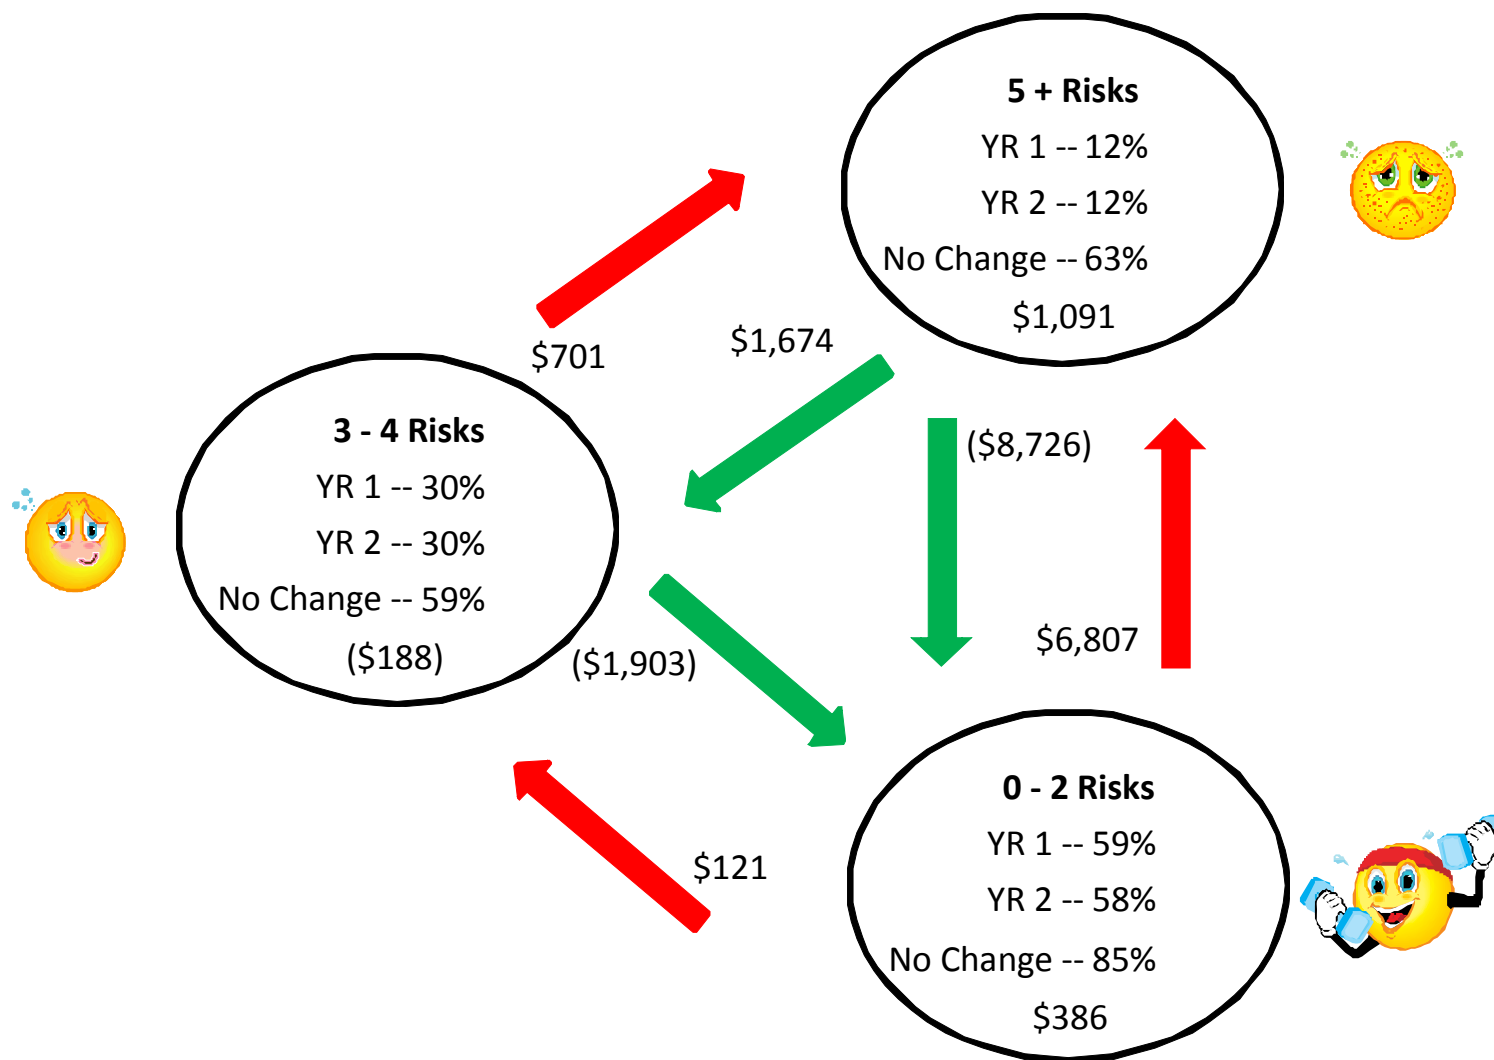 5 + Risks
YR 1 -- 12%
YR 2 -- 12%
No Change -- 63%
$1,091
$701
$1,674
($8,726)
3 - 4 Risks
YR 1 -- 30%
YR 2 -- 30%
No Change -- 59%
($188)
($1,903)
$6,807
$121
0 - 2 Risks
YR 1 -- 59%
YR 2 -- 58%
No Change -- 85%
$386